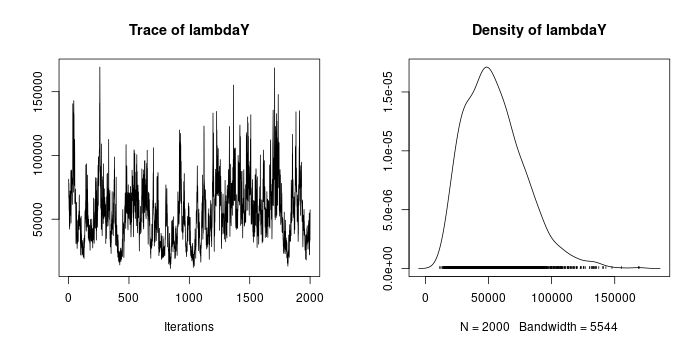 Trace of lambdaY
150000
100000
50000
0
500
1000
1500
2000
Iterations
Density of lambdaY
1.5e-05
1.0e-05
5.0e-06
0.0e+00
0
50000
100000
150000
N = 2000 Bandwidth = 5544